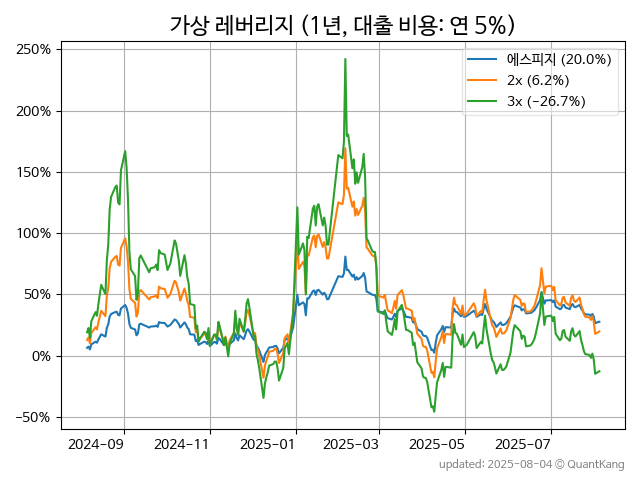 가상 레버리지 (1년, 대출 비용: 연 5%)
250%
200%
150%
100%
50%
0%
−50%
에스피지 (20.0%)
2x (6.2%)
3x (−26.7%)
2024-09
2024-11
2025-01
2025-03
2025-05
2025-07
updated: 2025-08-04 © QuantKang